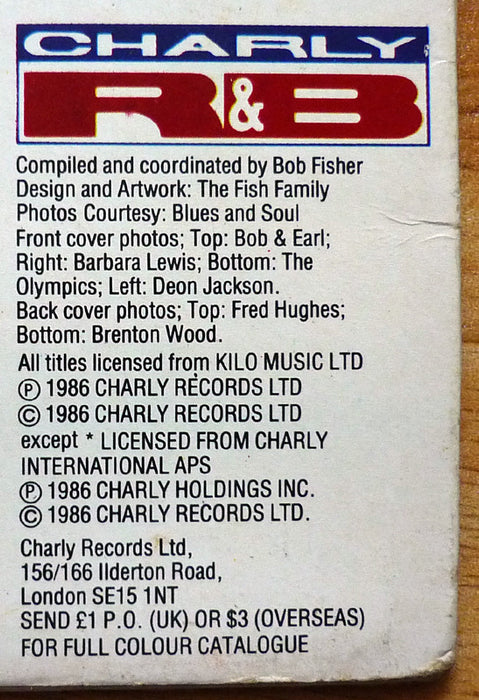 CHARLY
R&B
Compiled and coordinated by Bob Fisher
Design and Artwork: The Fish Family
Photos Courtesy: Blues and Soul
Front cover photos; Top: Bob & Earl;
Right: Barbara Lewis; Bottom: The
Olympics; Left: Deon Jackson.
Back cover photos; Top: Fred Hughes;
Bottom: Brenton Wood.
All titles licensed from KILO MUSIC LTD
℗ 1986 CHARLY RECORDS LTD
© 1986 CHARLY RECORDS LTD
except * LICENSED FROM CHARLY
INTERNATIONAL APS
℗ 1986 CHARLY HOLDINGS INC.
© 1986 CHARLY RECORDS LTD.
Charly Records Ltd,
156/166 Ilderton Road,
London SE15 1NT
SEND £1 P.O. (UK) OR $3 (OVERSEAS)
FOR FULL COLOUR CATALOGUE